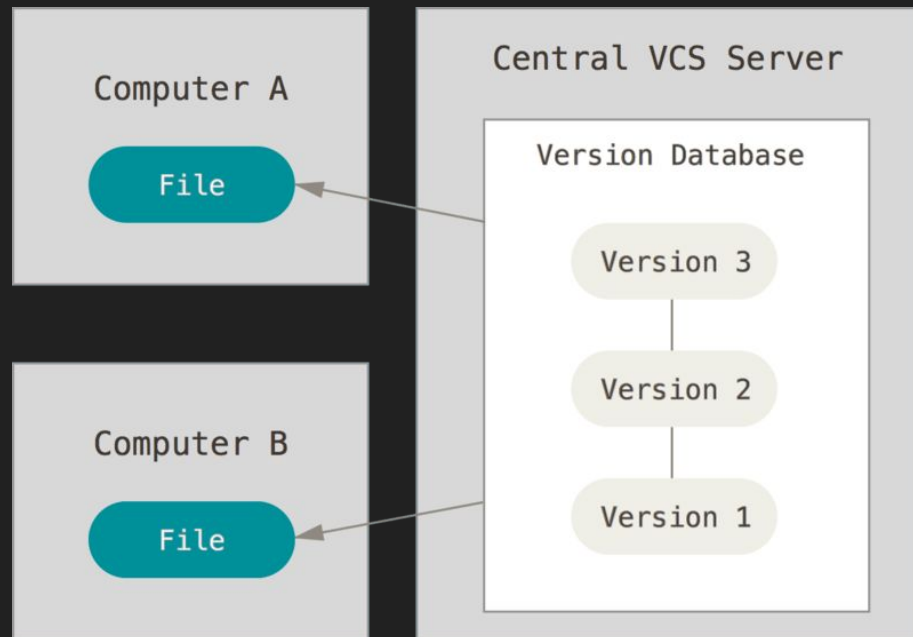 Computer A
File
Computer B
File
Central VCS Server
Version Database
Version 3
Version 2
Version 1